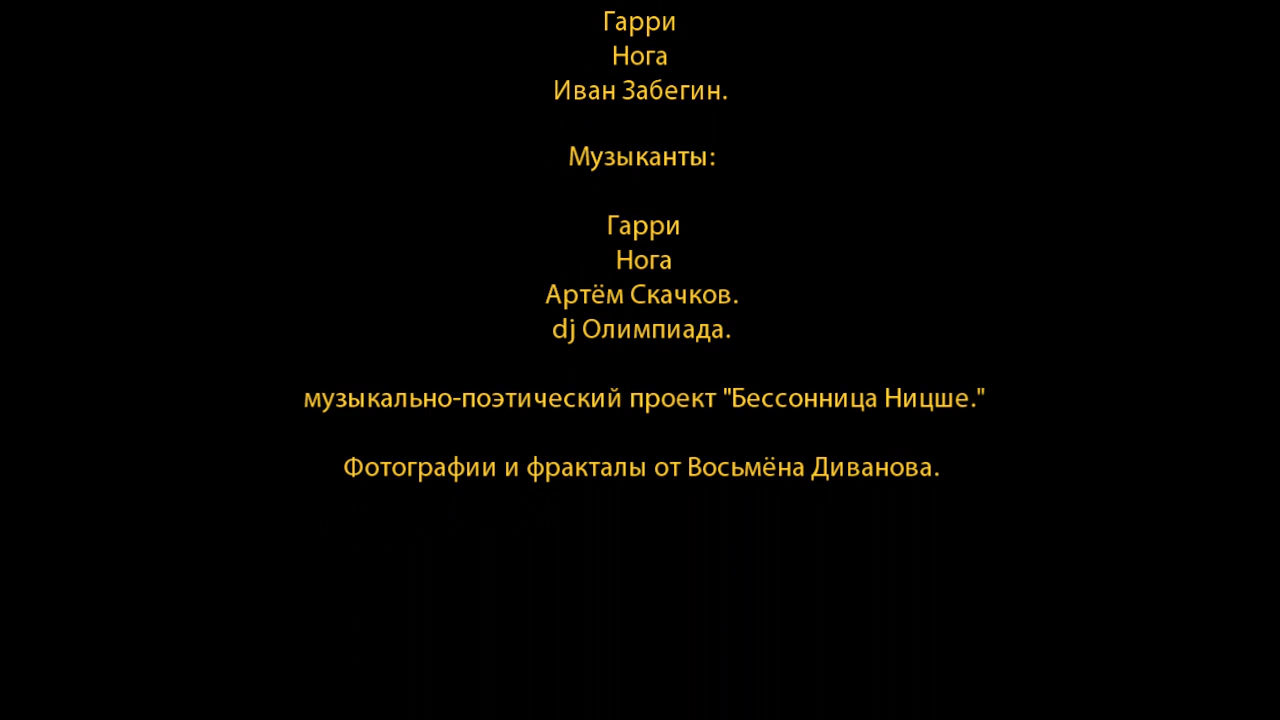 Гарри
Нога
Иван Забегин.
Музыканты:
Гарри
Нога
Артём Скачков.
dj Олимпиада.
музыкально-поэтический проект "Бессонница Ницше."
Фотографии и фракталы от Восьмёна Диванова.